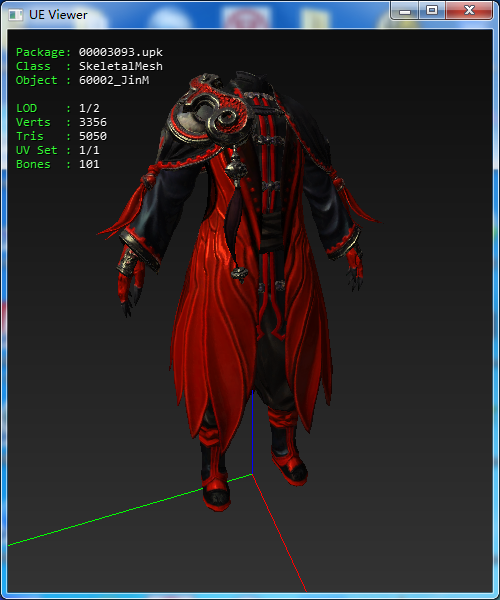 UE Viewer
Package: 00003093.upk
Class  : SkeletalMesh
Object : 60002_JinM
LOD    : 1/2
Verts  : 3356
Tris   : 5050
UV Set : 1/1
Bones  : 101